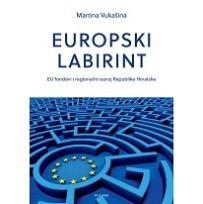 Martina Vukašina
EUROPSKI
LABIRINT
EU fondovi i regionalni razvoj Republike Hrvatske